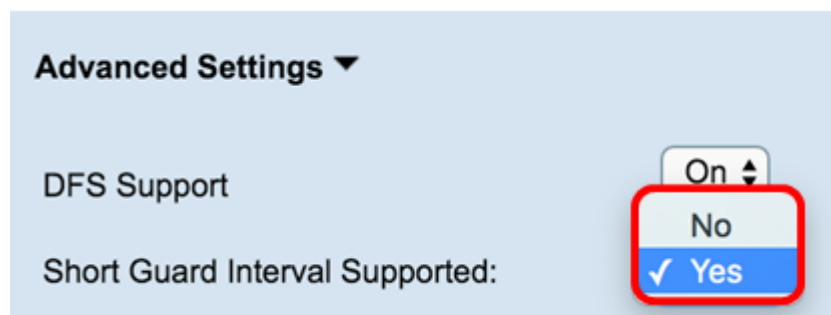 Advanced Settings ▼
DFS Support On
No
Short Guard Interval Supported: ✓ Yes